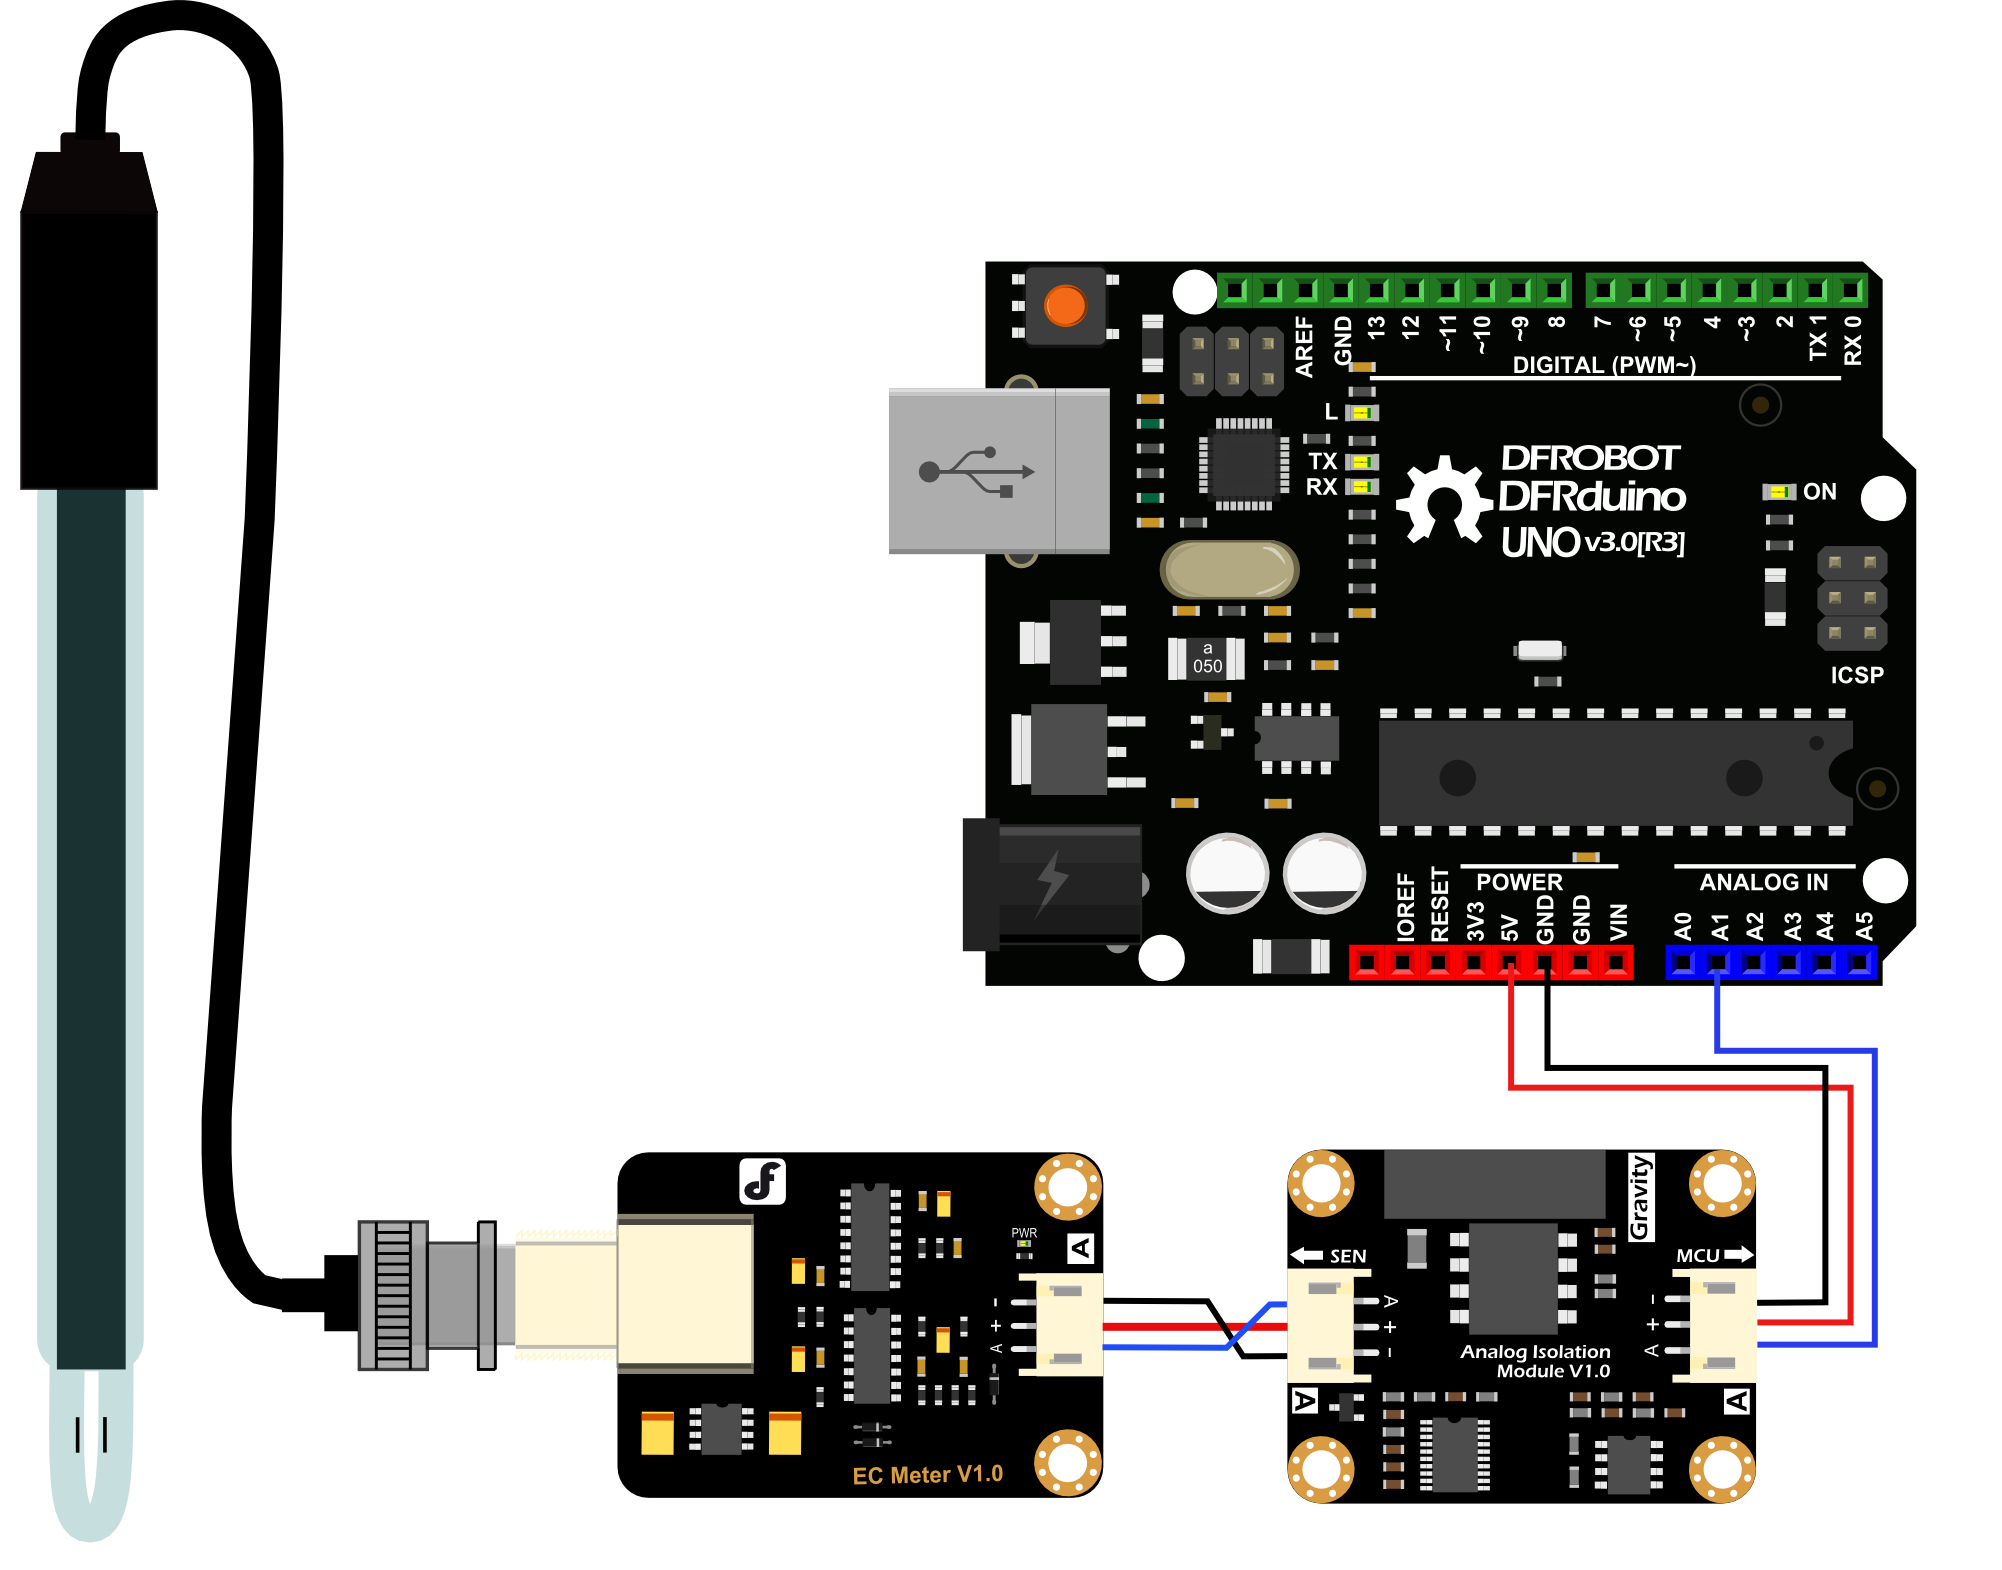 AREF
GND
13
12
~11
~10
~9
8
7
~6
~5
4
~3
2
TX 1
RX 0
DIGITAL (PWM~)
L
TX
RX
DFROBOT
DFRduino
UNO v3.0[R3]
ON
ICSP
a
050
POWER
ANALOG IN
IOREF
RESET
3V3
5V
GND
GND
VIN
A0
A1
A2
A3
A4
A5
PWR
A
-
+
A
EC Meter V1.0
Gravity
SEN
MCU
A
+
-
-
+
A
Analog Isolation
Module V1.0
A
A